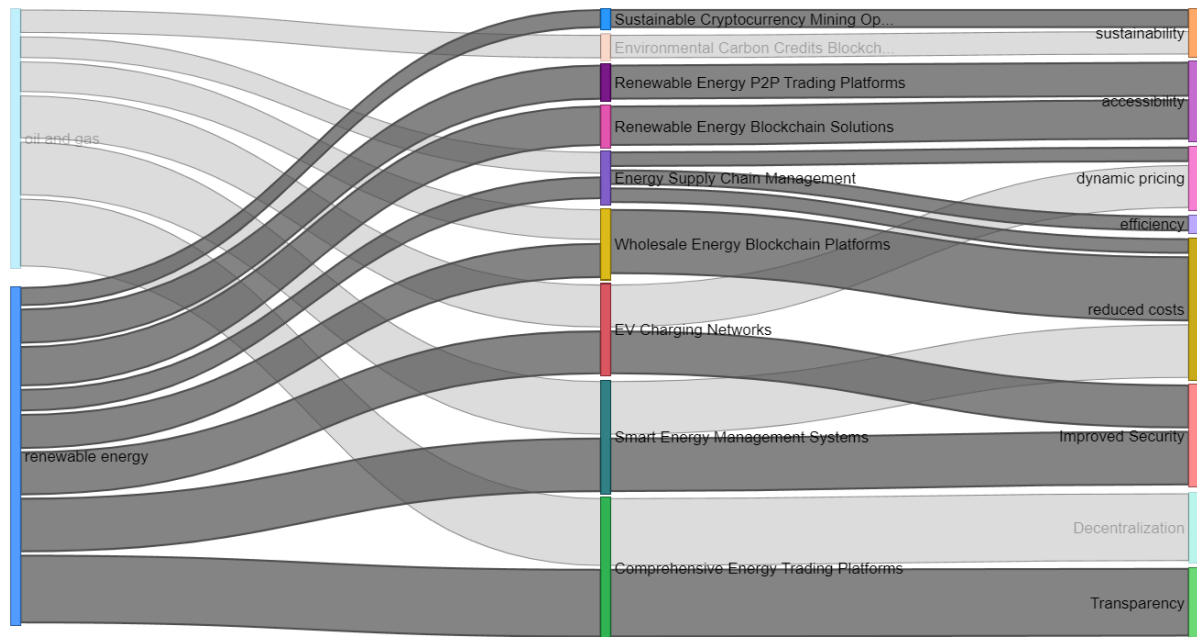 oil and gas
renewable energy
Sustainable Cryptocurrency Mining Op...
Environmental Carbon Credits Blockch...
Renewable Energy P2P Trading Platforms
Renewable Energy Blockchain Solutions
Energy Supply Chain Management
Wholesale Energy Blockchain Platforms
EV Charging Networks
Smart Energy Management Systems
Comprehensive Energy Trading Platforms
sustainability
accessibility
dynamic pricing
efficiency
reduced costs
Improved Security
Decentralization
Transparency